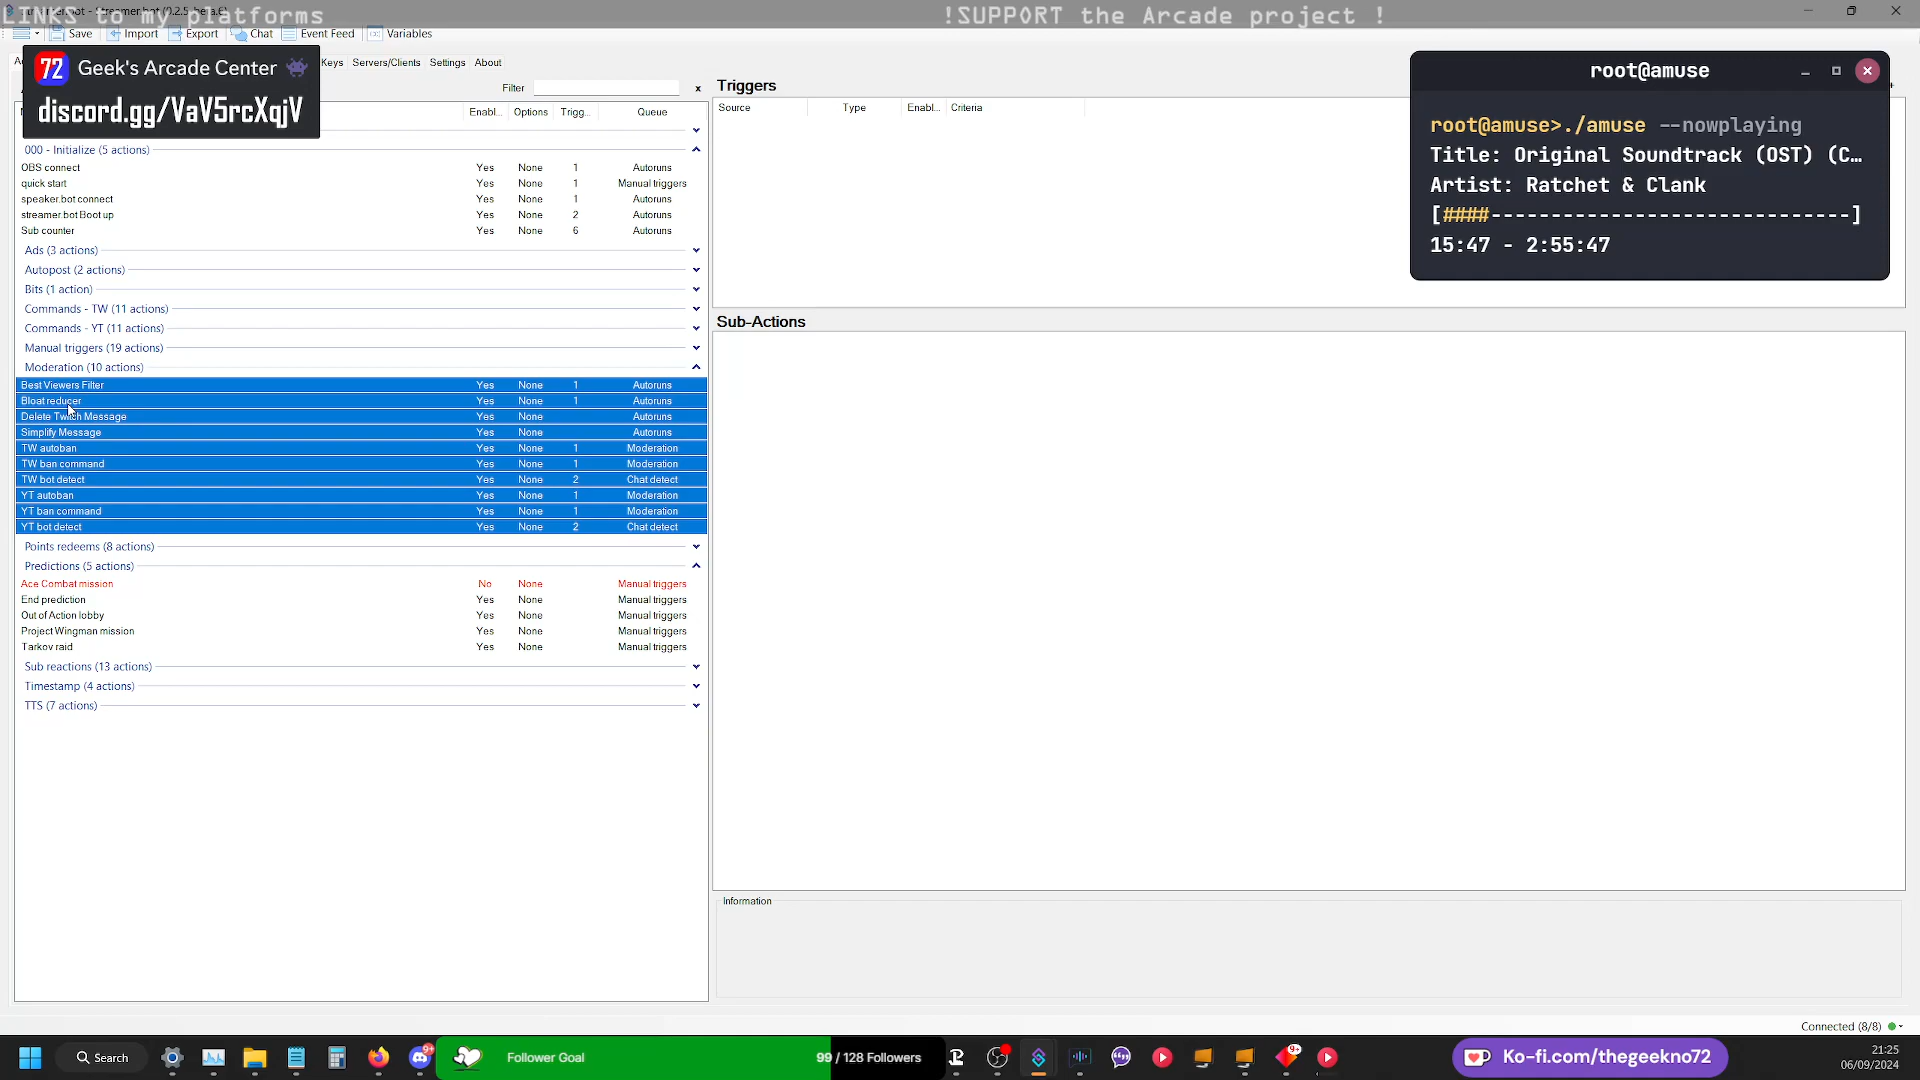 LINKS to my platforms
!SUPPORT the Arcade project !
Save
Import
Export
Chat
Event Feed
Variables
72 Geek's Arcade Center
discord.gg/VaV5rcXqjV
Keys
Servers/Clients
Settings
About
Filter
x
Enabl...
Options
Trigg...
Queue
000 - Initialize (5 actions)
OBS connect Yes None 1 Autoruns
quick start Yes None 1 Manual triggers
speaker.bot connect Yes None 1 Autoruns
streamer.bot Boot up Yes None 2 Autoruns
Sub counter Yes None 6 Autoruns
Ads (3 actions)
Autopost (2 actions)
Bits (1 action)
Commands - TW (11 actions)
Commands - YT (11 actions)
Manual triggers (19 actions)
Moderation (10 actions)
Best Viewers Filter Yes None 1 Autoruns
Bloat reducer Yes None 1 Autoruns
Delete Twitch Message Yes None Autoruns
Simplify Message Yes None Autoruns
TW autoban Yes None 1 Moderation
TW ban command Yes None 1 Moderation
TW bot detect Yes None 2 Chat detect
YT autoban Yes None 1 Moderation
YT ban command Yes None 1 Moderation
YT bot detect Yes None 2 Chat detect
Points redeems (8 actions)
Predictions (5 actions)
Ace Combat mission No None Manual triggers
End prediction Yes None Manual triggers
Out of Action lobby Yes None Manual triggers
Project Wingman mission Yes None Manual triggers
Tarkov raid Yes None Manual triggers
Sub reactions (13 actions)
Timestamp (4 actions)
TTS (7 actions)
Triggers
Source Type Enabl... Criteria
Sub-Actions
Information
root@amuse
root@amuse>./amuse --nowplaying
Title: Original Soundtrack (OST) (C…
Artist: Ratchet & Clank
[####-------------------------------]
15:47 - 2:55:47
Connected (8/8)
Search
9+
Follower Goal
99 / 128 Followers
9+
Ko-fi.com/thegeekno72
21:25
06/09/2024